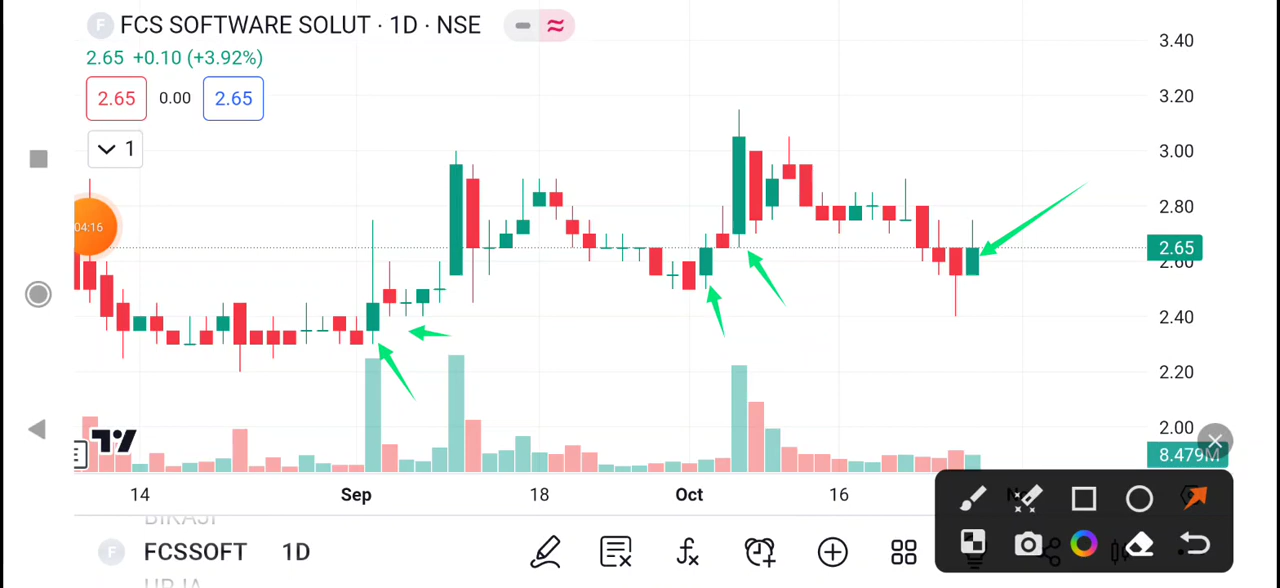 F FCS SOFTWARE SOLUT · 1D · NSE
2.65 +0.10 (+3.92%)
2.65 0.00 2.65
1
04:16
3.40
3.20
3.00
2.80
2.65
2.60
2.40
2.20
2.00
8.479M
14 Sep 18 Oct 16
BIKAJI
F FCSSOFT 1D
URJA